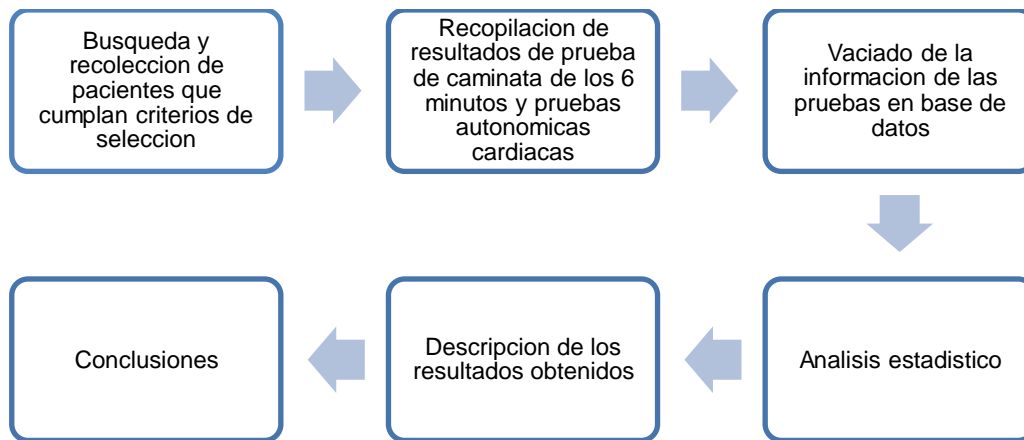 Busqueda y
recoleccion de
pacientes que
cumplan criterios de
seleccion
Recopilacion de
resultados de prueba
de caminata de los 6
minutos y pruebas
autonomicas
cardiacas
Vaciado de la
informacion de las
pruebas en base de
datos
Analisis estadistico
Descripcion de los
resultados obtenidos
Conclusiones